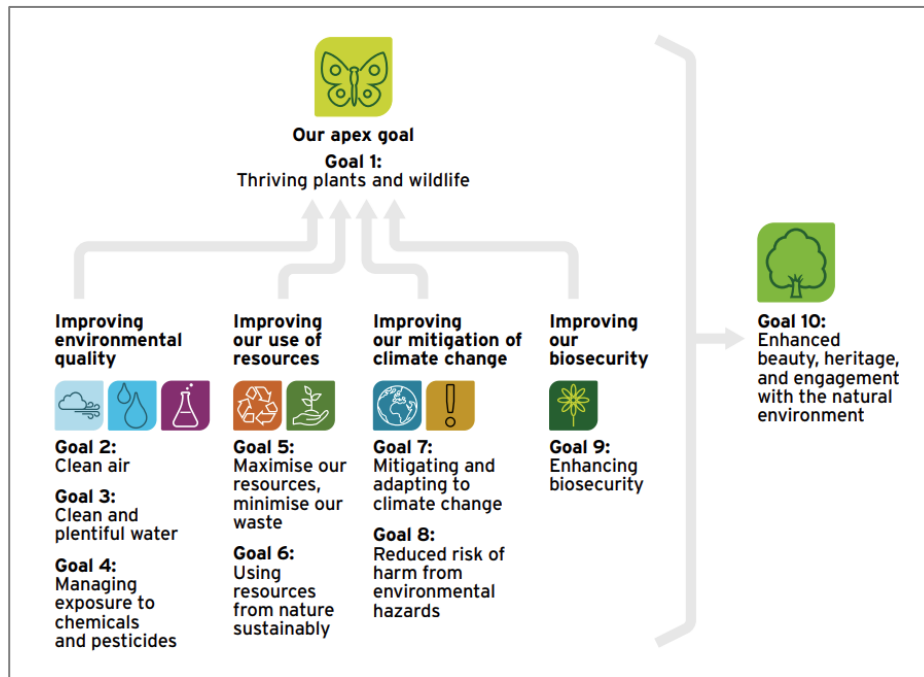 Our apex goal
Goal 1:
Thriving plants and wildlife
Improving
environmental
quality
Goal 2:
Clean air
Goal 3:
Clean and
plentiful water
Goal 4:
Managing
exposure to
chemicals
and pesticides
Improving
our use of
resources
Goal 5:
Maximise our
resources,
minimise our
waste
Goal 6:
Using
resources
from nature
sustainably
Improving
our mitigation of
climate change
Goal 7:
Mitigating and
adapting to
climate change
Goal 8:
Reduced risk of
harm from
environmental
hazards
Improving
our
biosecurity
Goal 9:
Enhancing
biosecurity
Goal 10:
Enhanced
beauty, heritage,
and engagement
with the natural
environment